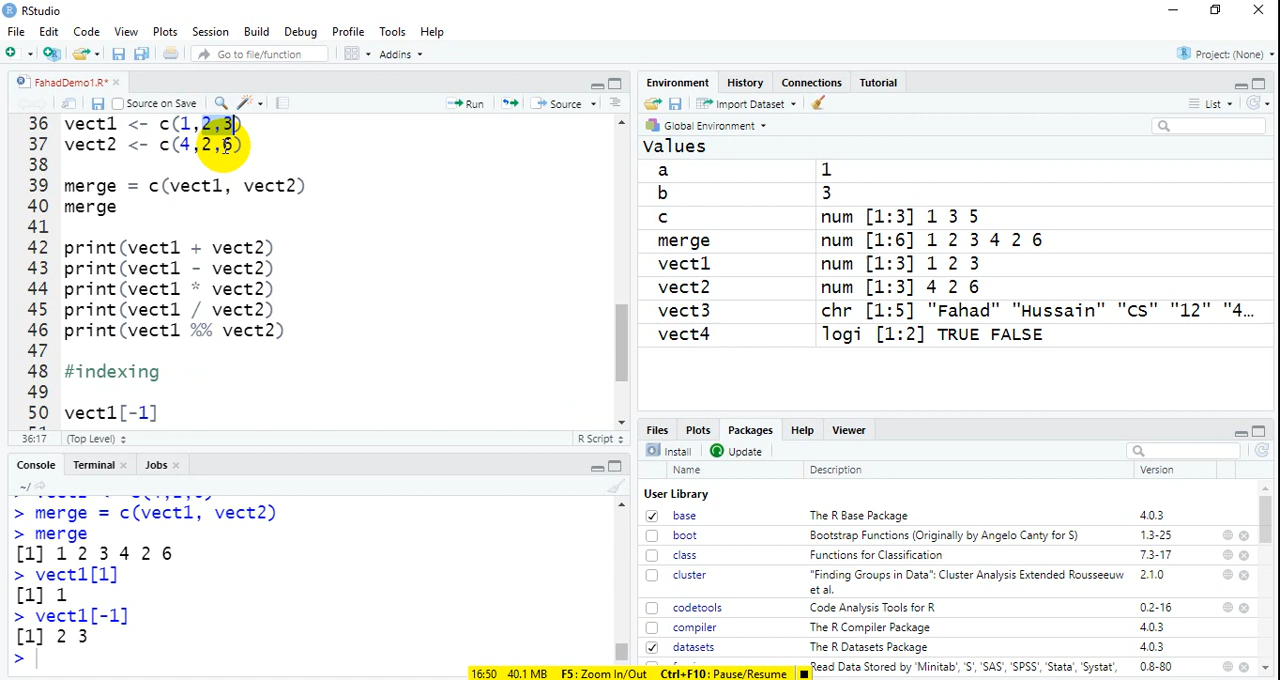 RStudio
File Edit Code View Plots Session Build Debug Profile Tools Help
Go to file/function Addins Project: (None)
FahadDemo1.R*
Source on Save Run Source
36 vect1 <- c(1,2,3)
37 vect2 <- c(4,2,6)
38
39 merge = c(vect1, vect2)
40 merge
41
42 print(vect1 + vect2)
43 print(vect1 - vect2)
44 print(vect1 * vect2)
45 print(vect1 / vect2)
46 print(vect1 %% vect2)
47
48 #indexing
49
50 vect1[-1]
36:17 (Top Level) R Script
Console Terminal Jobs
~/
> merge = c(vect1, vect2)
> merge
[1] 1 2 3 4 2 6
> vect1[1]
[1] 1
> vect1[-1]
[1] 2 3
>
Environment History Connections Tutorial
Import Dataset List
Global Environment
Values
a 1
b 3
c num [1:3] 1 3 5
merge num [1:6] 1 2 3 4 2 6
vect1 num [1:3] 1 2 3
vect2 num [1:3] 4 2 6
vect3 chr [1:5] "Fahad" "Hussain" "CS" "12" "4...
vect4 logi [1:2] TRUE FALSE
Files Plots Packages Help Viewer
Install Update
Name Description Version
User Library
base The R Base Package 4.0.3
boot Bootstrap Functions (Originally by Angelo Canty for S) 1.3-25
class Functions for Classification 7.3-17
cluster "Finding Groups in Data": Cluster Analysis Extended Rousseeuw et al. 2.1.0
codetools Code Analysis Tools for R 0.2-16
compiler The R Compiler Package 4.0.3
datasets The R Datasets Package 4.0.3
Read Data Stored by 'Minitab', 'S', 'SAS', 'SPSS', 'Stata', 'Systat', 0.8-80
16:50 40.1 MB F5: Zoom In/Out Ctrl+F10: Pause/Resume